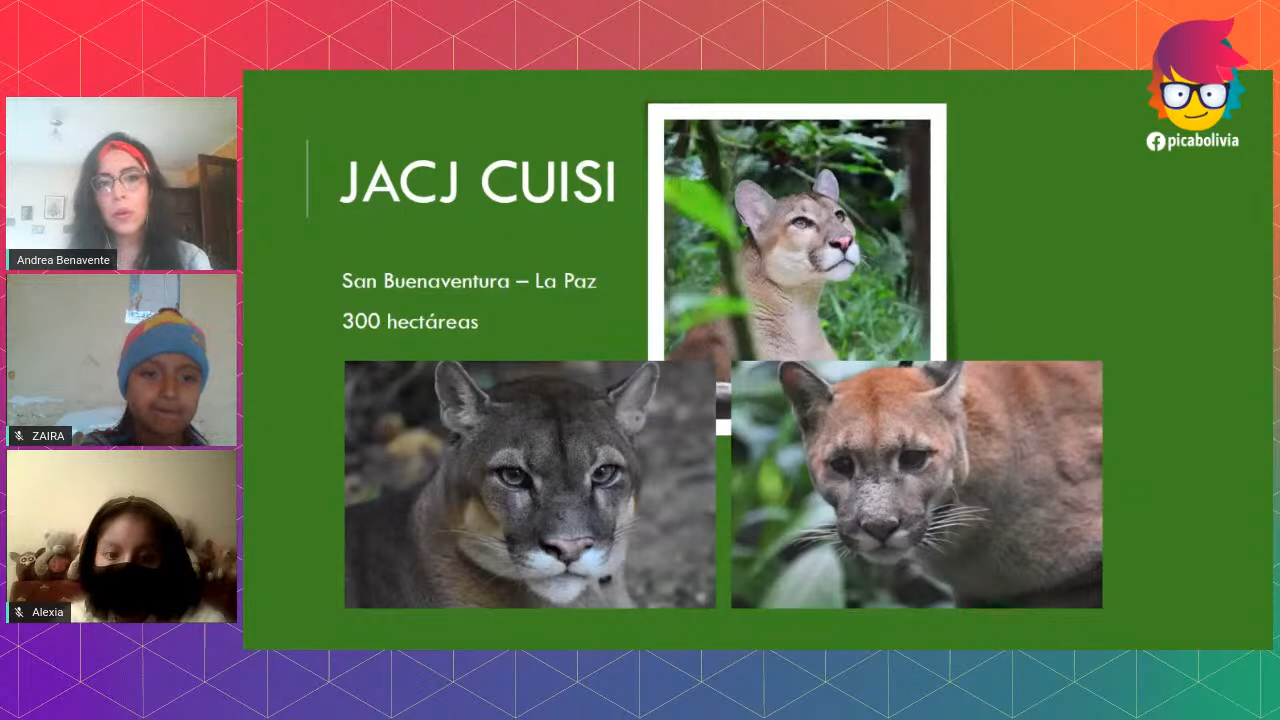 picabolivia
JACJ CUISI
San Buenaventura – La Paz
300 hectáreas
Andrea Benavente
ZAIRA
Alexia